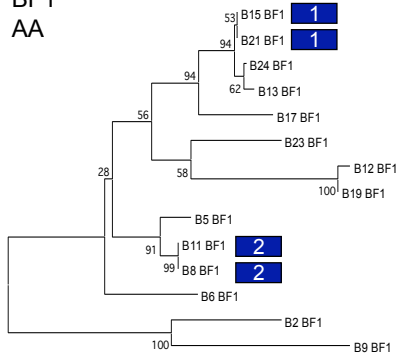 BF1
AA
53 B15 BF1 1
B21 BF1 1
94
B24 BF1
62 B13 BF1
94
B17 BF1
56
B23 BF1
58
B12 BF1
100 B19 BF1
28
B5 BF1
91 B11 BF1 2
99 B8 BF1 2
B6 BF1
B2 BF1
100
B9 BF1